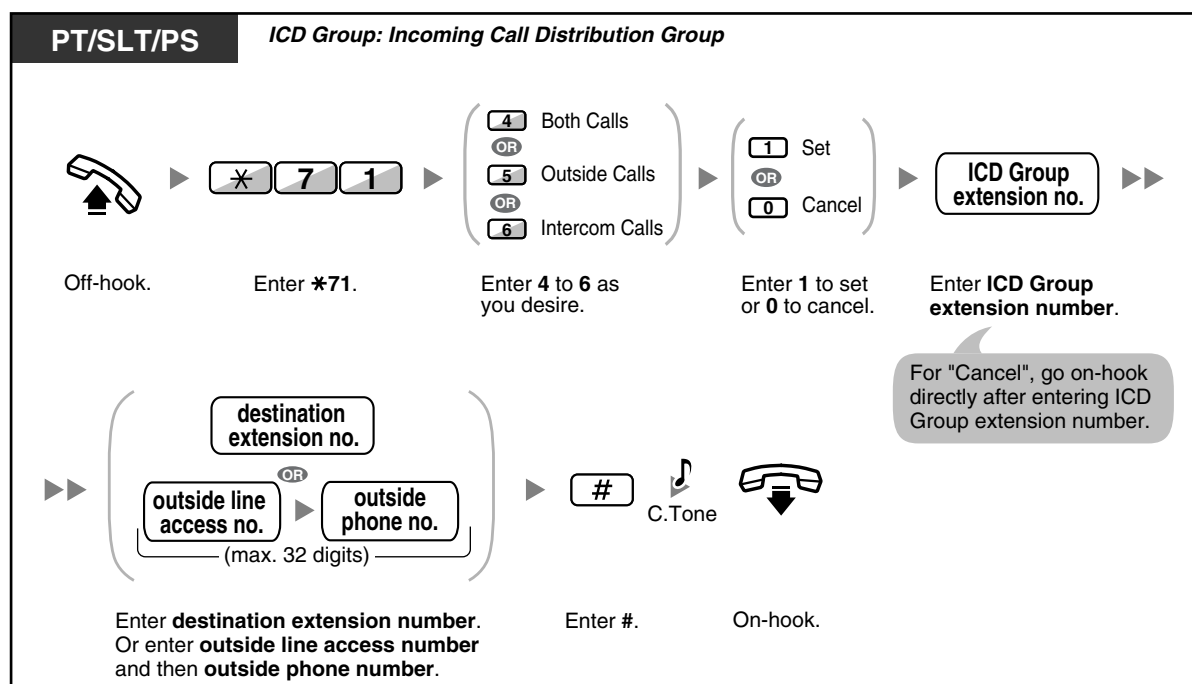 PT/SLT/PS
ICD Group: Incoming Call Distribution Group
4 Both Calls
OR
5 Outside Calls
OR
6 Intercom Calls
1 Set
OR
0 Cancel
ICD Group
extension no.
✳ 7 1
Off-hook.
Enter ✳71.
Enter 4 to 6 as
you desire.
Enter 1 to set
or 0 to cancel.
Enter ICD Group
extension number.
For "Cancel", go on-hook
directly after entering ICD
Group extension number.
destination
extension no.
OR
outside line
access no.
outside
phone no.
(max. 32 digits)
#
C.Tone
Enter destination extension number.
Or enter outside line access number
and then outside phone number.
Enter #.
On-hook.